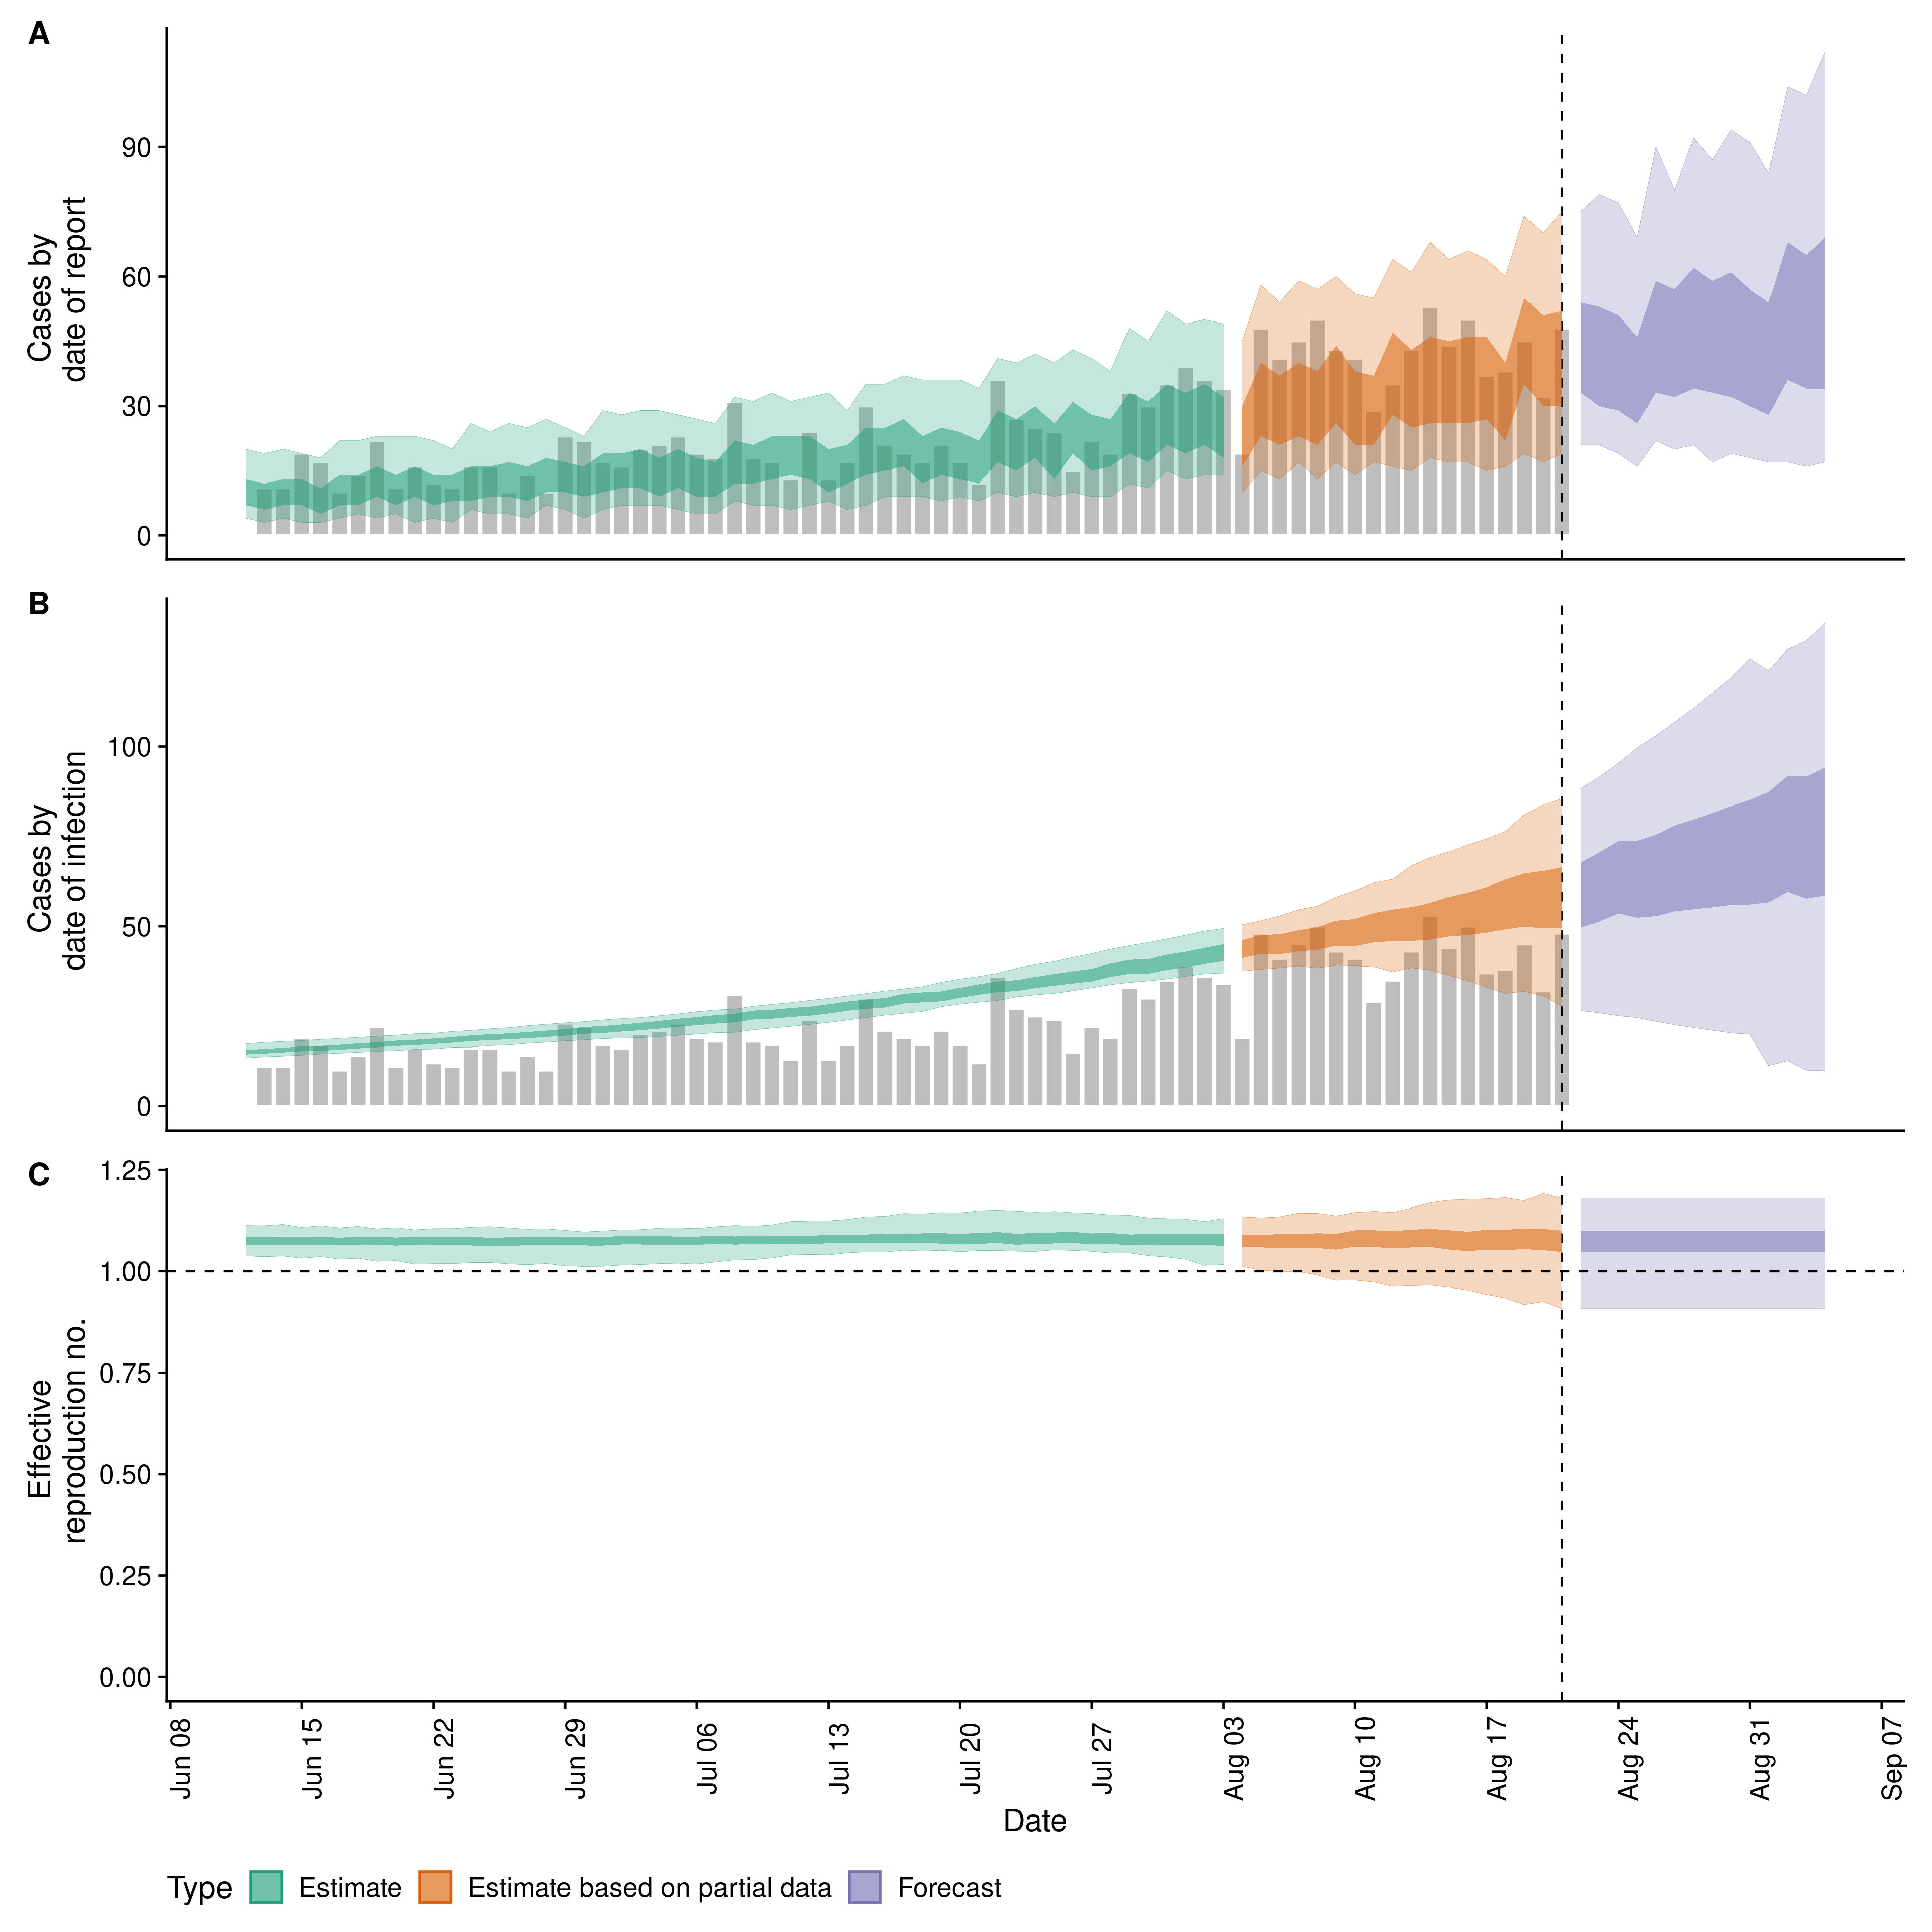 A
Cases by
date of report
90
60
30
0
B
Cases by
date of infection
100
50
0
C
Effective
reproduction no.
1.25
1.00
0.75
0.50
0.25
0.00
Jun 08
Jun 15
Jun 22
Jun 29
Jul 06
Jul 13
Jul 20
Jul 27
Aug 03
Aug 10
Aug 17
Aug 24
Aug 31
Sep 07
Date
Type Estimate Estimate based on partial data Forecast